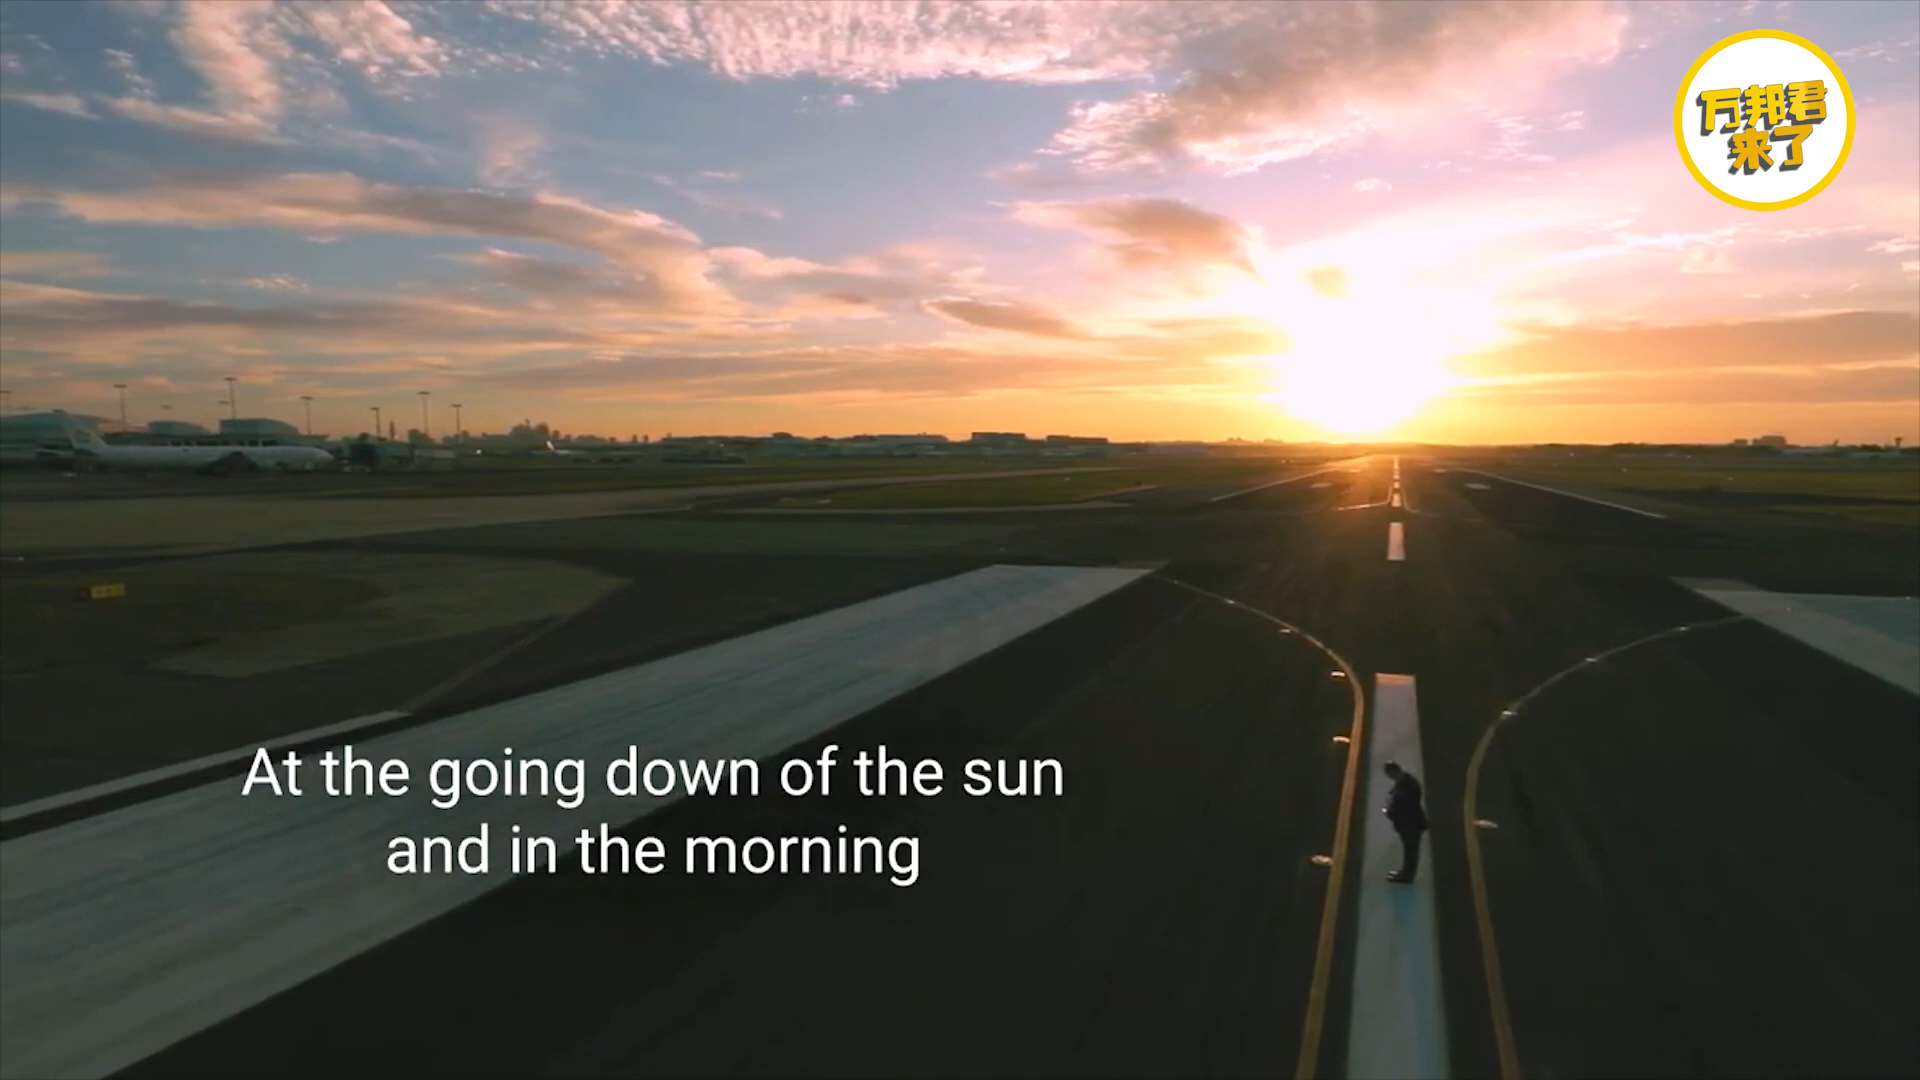 万邦君
来了
At the going down of the sun
and in the morning